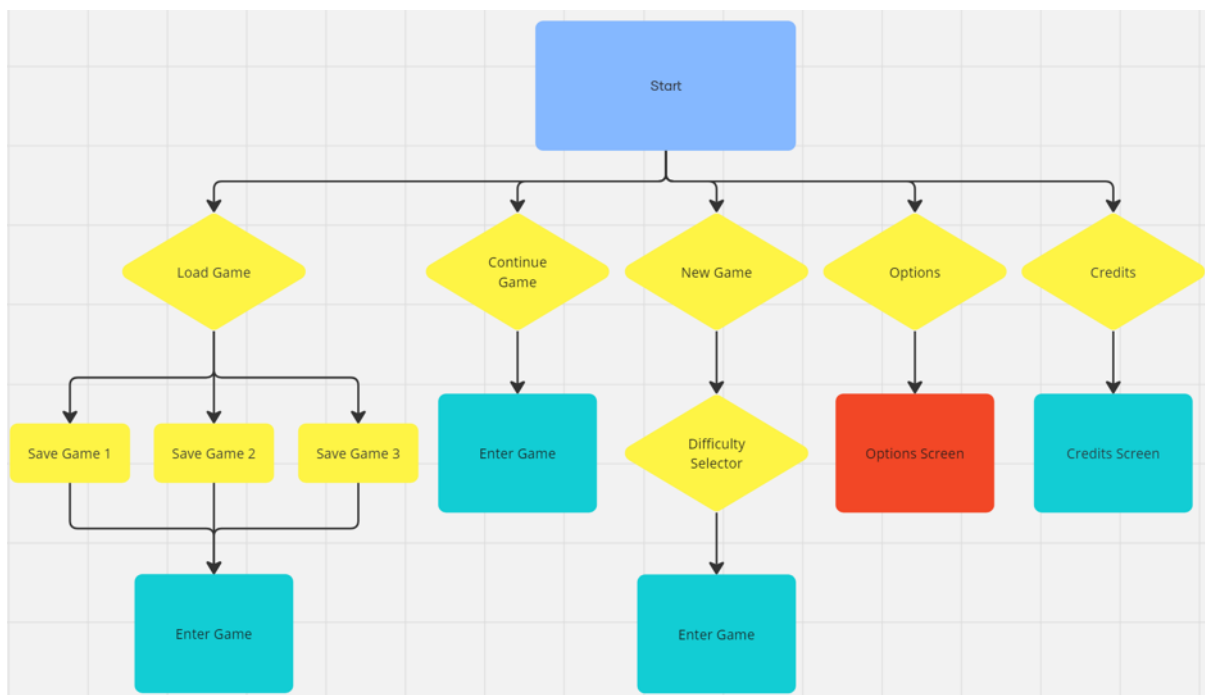 Start
Load Game
Continue
Game
New Game
Options
Credits
Save Game 1
Save Game 2
Save Game 3
Enter Game
Difficulty
Selector
Options Screen
Credits Screen
Enter Game
Enter Game